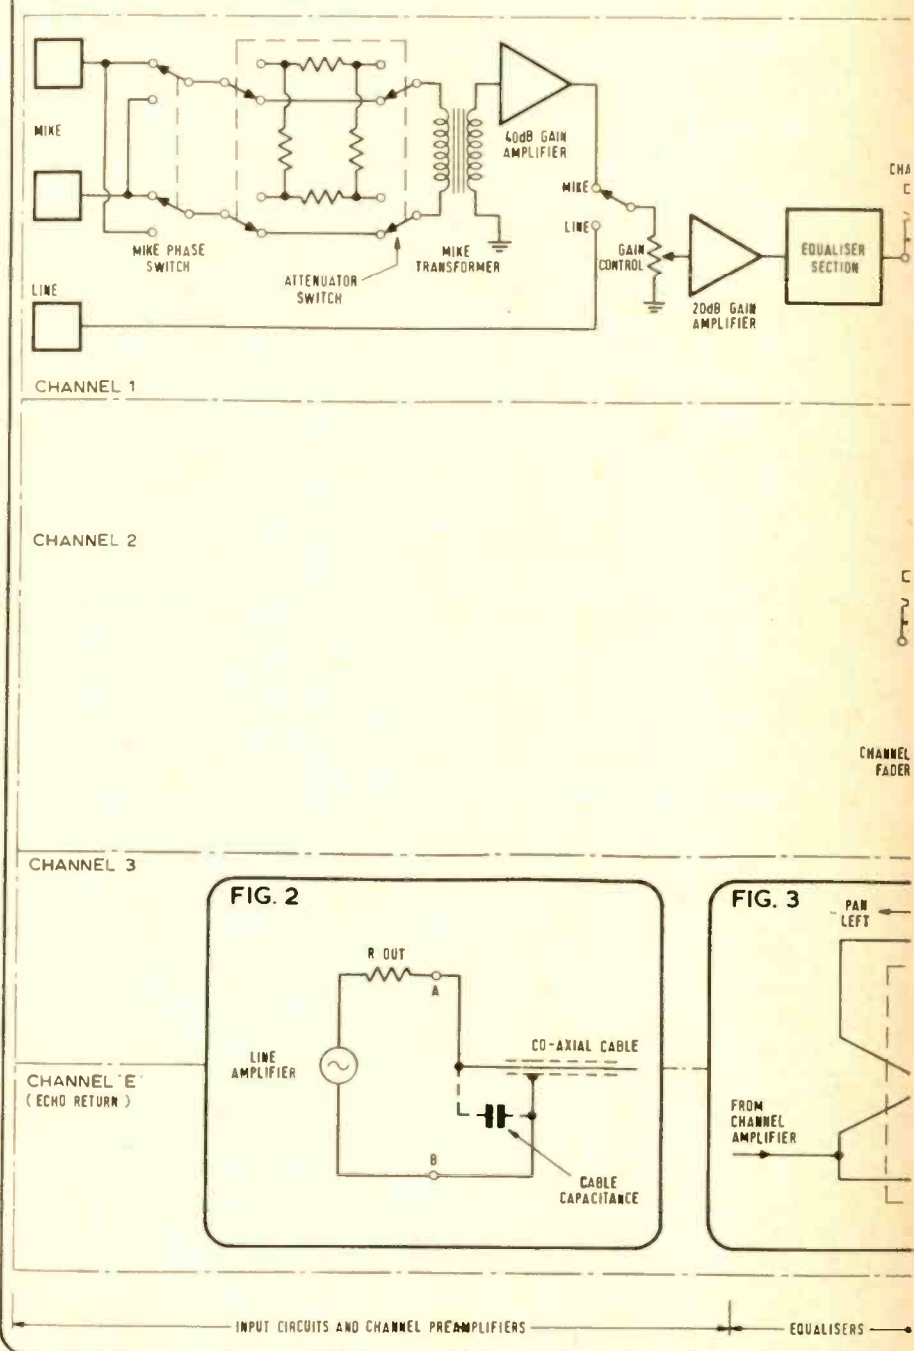 MIKE
LINE
MIKE PHASE
SWITCH
ATTENUATOR
SWITCH
MIKE
TRANSFORMER
40dB GAIN
AMPLIFIER
MIKE
LINE
GAIN
CONTROL
20dB GAIN
AMPLIFIER
EQUALISER
SECTION
CHA
CHANNEL 1
CHANNEL 2
CHANNEL
FADER
CHANNEL 3
FIG. 2
R OUT
A
LINE
AMPLIFIER
CO-AXIAL CABLE
B
CABLE
CAPACITANCE
FIG. 3
PAN
LEFT
FROM
CHANNEL
AMPLIFIER
CHANNEL 'E'
(ECHO RETURN)
INPUT CIRCUITS AND CHANNEL PREAMPLIFIERS
EQUALISERS